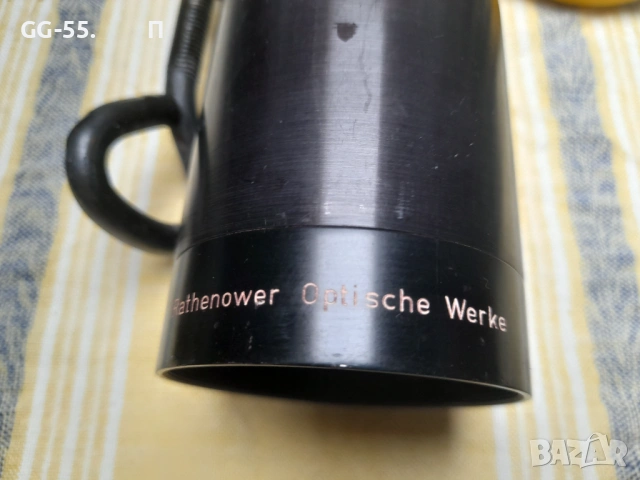 GG-55. П
Rathenower Optische Werke
BAZAR